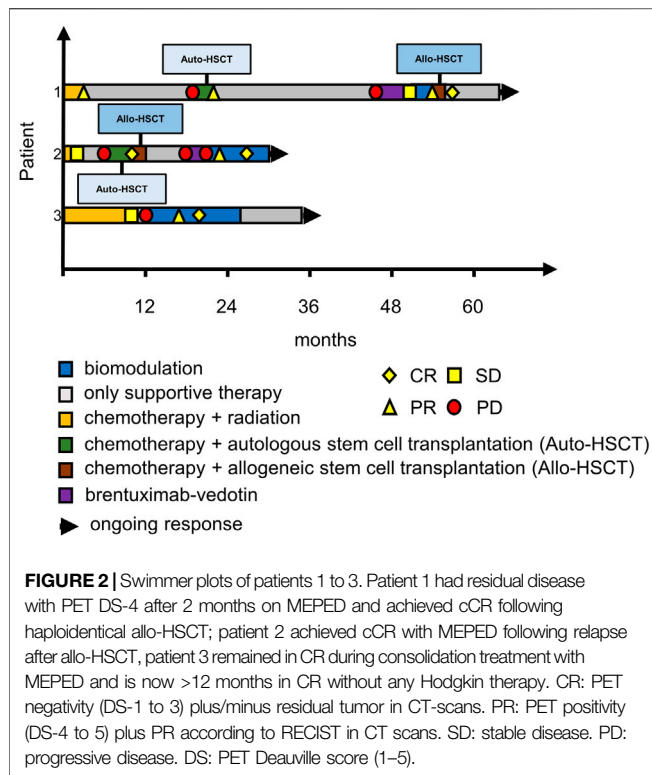 Auto-HSCT
Allo-HSCT
1
Allo-HSCT
Patient
2
Auto-HSCT
3
12 24 36 48 60
months
biomodulation
only supportive therapy
chemotherapy + radiation
chemotherapy + autologous stem cell transplantation (Auto-HSCT)
chemotherapy + allogeneic stem cell transplantation (Allo-HSCT)
brentuximab-vedotin
ongoing response
CR SD
PR PD
FIGURE 2 | Swimmer plots of patients 1 to 3. Patient 1 had residual disease
with PET DS-4 after 2 months on MEPED and achieved cCR following
haploidentical allo-HSCT; patient 2 achieved cCR with MEPED following relapse
after allo-HSCT, patient 3 remained in CR during consolidation treatment with
MEPED and is now >12 months in CR without any Hodgkin therapy. CR: PET
negativity (DS-1 to 3) plus/minus residual tumor in CT-scans. PR: PET positivity
(DS-4 to 5) plus PR according to RECIST in CT scans. SD: stable disease. PD:
progressive disease. DS: PET Deauville score (1–5).